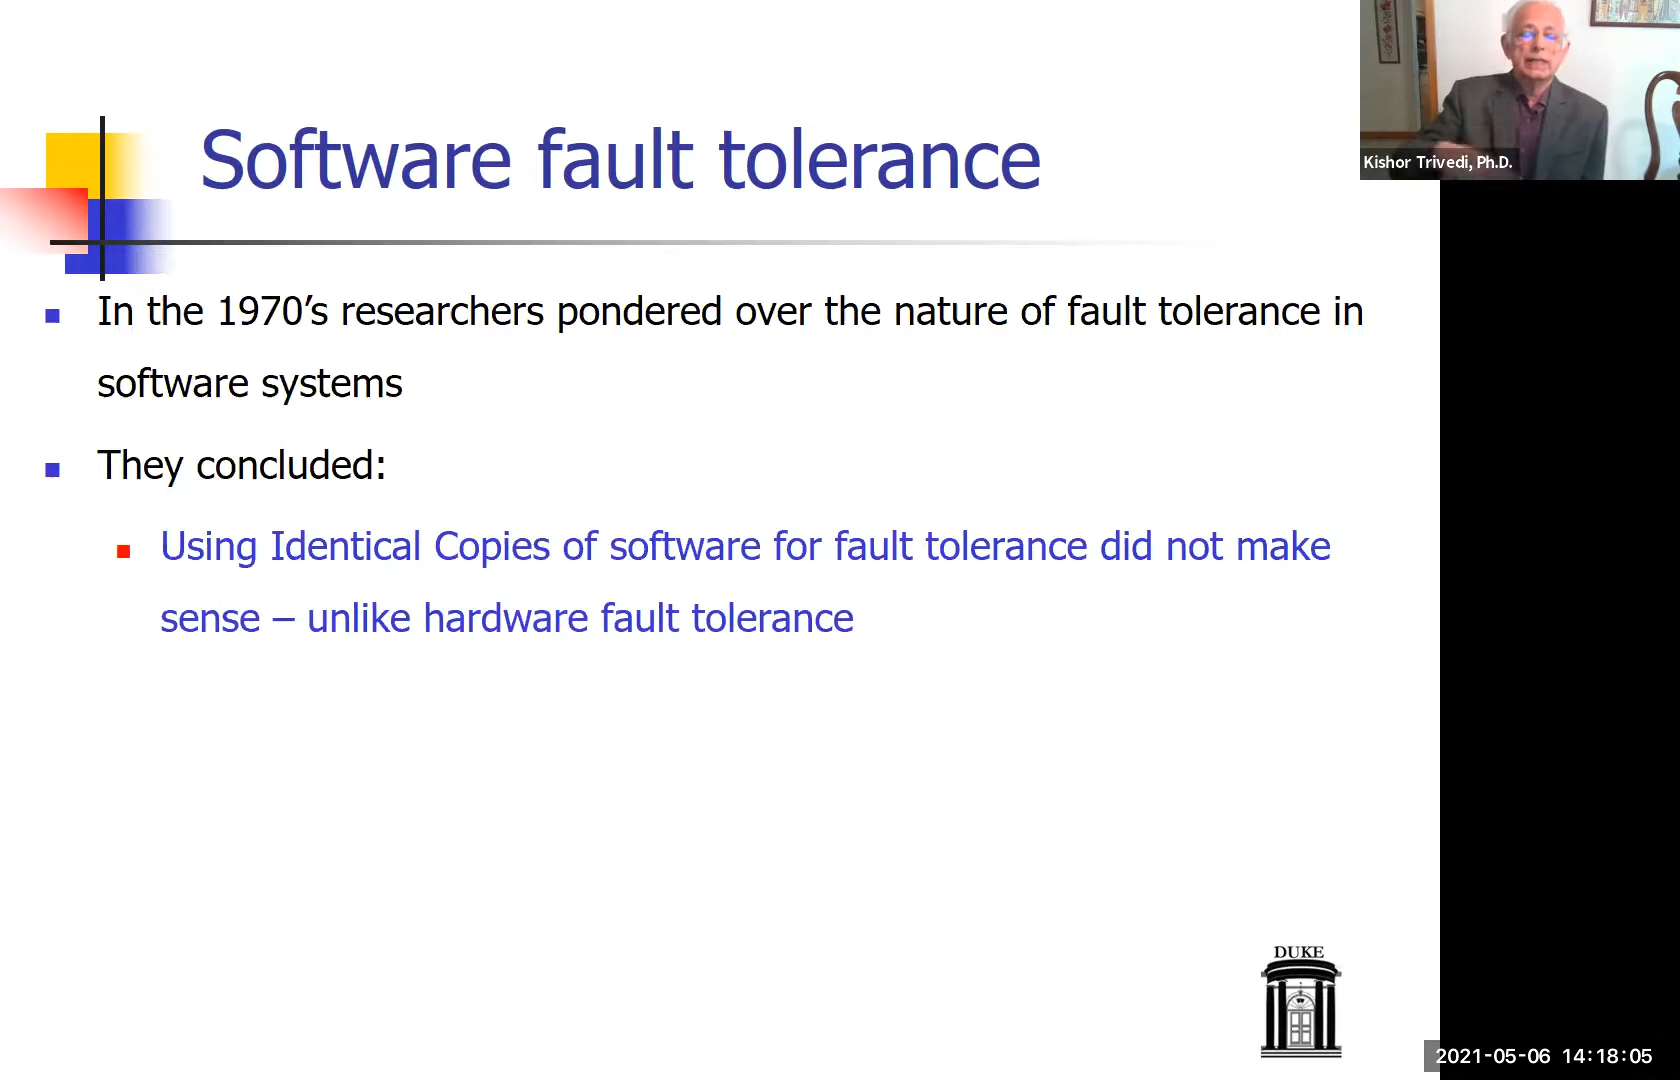 Software fault tolerance
Kishor Trivedi, Ph.D.
In the 1970’s researchers pondered over the nature of fault tolerance in
software systems
They concluded:
Using Identical Copies of software for fault tolerance did not make
sense – unlike hardware fault tolerance
DUKE
2021-05-06 14:18:05